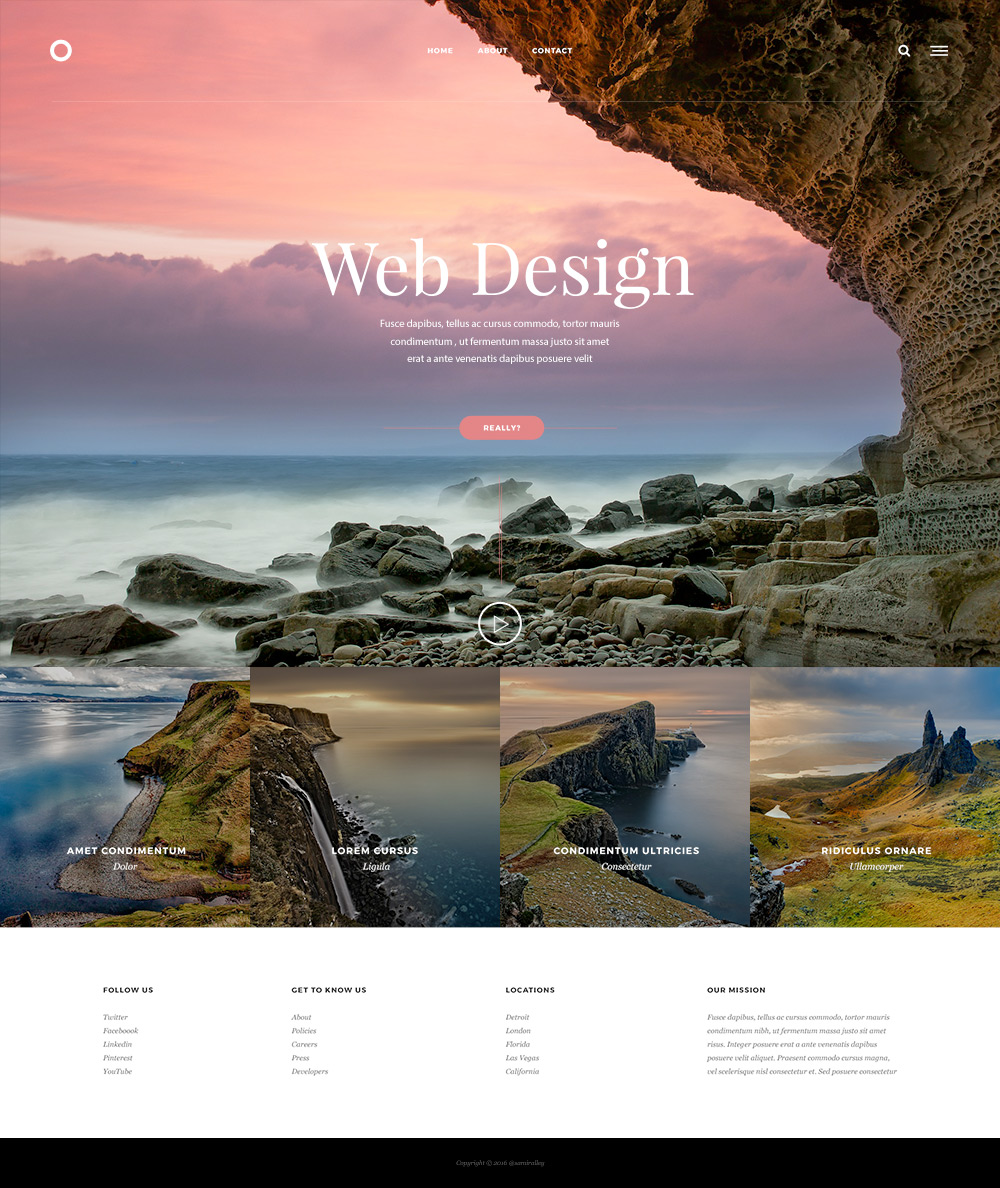 HOME ABOUT CONTACT
Web Design
Fusce dapibus, tellus ac cursus commodo, tortor mauris
condimentum , ut fermentum massa justo sit amet
erat a ante venenatis dapibus posuere velit
REALLY?
AMET CONDIMENTUM
Dolor
LOREM CURSUS
Ligula
CONDIMENTUM ULTRICIES
Consectetur
RIDICULUS ORNARE
Ullamcorper
FOLLOW US
Twitter
Faceboook
Linkedin
Pinterest
YouTube
GET TO KNOW US
About
Policies
Careers
Press
Developers
LOCATIONS
Detroit
London
Florida
Las Vegas
California
OUR MISSION
Fusce dapibus, tellus ac cursus commodo, tortor mauris
condimentum nibh, ut fermentum massa justo sit amet
risus. Integer posuere erat a ante venenatis dapibus
posuere velit aliquet. Praesent commodo cursus magna,
vel scelerisque nisl consectetur et. Sed posuere consectetur
Copyright © 2016